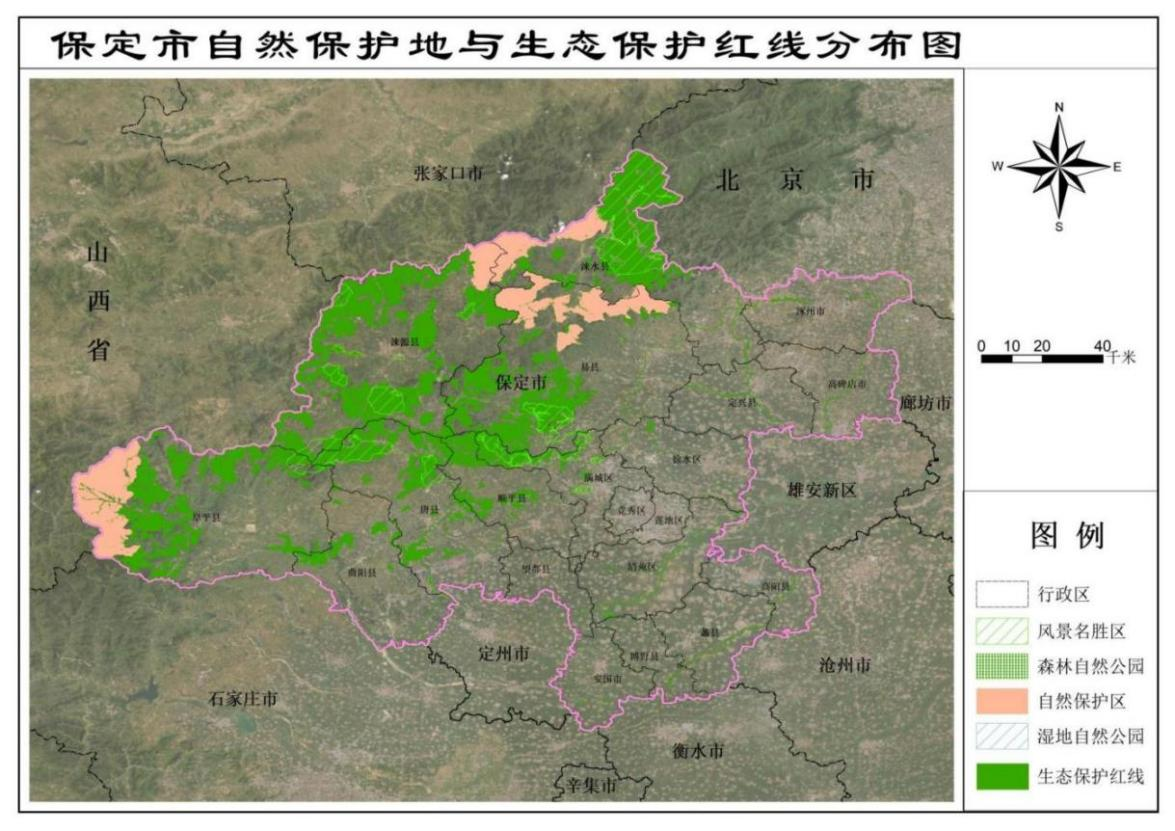 保定市自然保护地与生态保护红线分布图
张家口市
北京市
山西省
涞水县
涿州市
涞源县
保定市
易县
高碑店市
定兴县
廊坊市
徐水区
满城区
雄安新区
顺平县
唐县
竞秀区
莲池区
阜平县
曲阳县
望都县
清苑区
高阳县
蠡县
定州市
博野县
沧州市
安国市
石家庄市
衡水市
辛集市
N
W E
S
0 10 20 40
千米
图例
行政区
风景名胜区
森林自然公园
自然保护区
湿地自然公园
生态保护红线